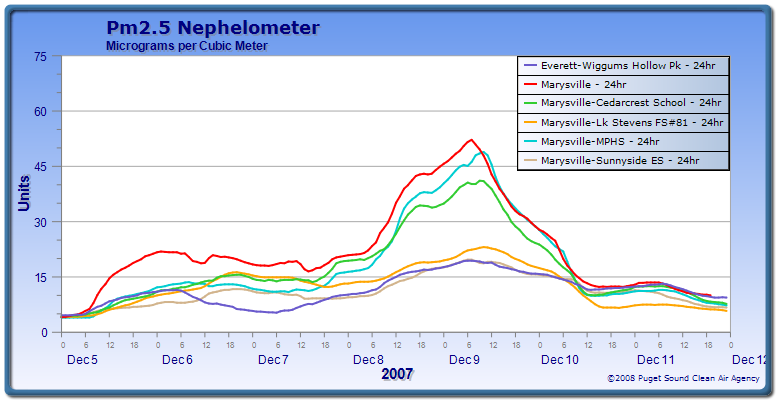 Pm2.5 Nephelometer
Micrograms per Cubic Meter
75
60
45
30
15
0
Units
Everett-Wiggums Hollow Pk - 24hr
Marysville - 24hr
Marysville-Cedarcrest School - 24hr
Marysville-Lk Stevens FS#81 - 24hr
Marysville-MPHS - 24hr
Marysville-Sunnyside ES - 24hr
0 6 12 18 0 6 12 18 0 6 12 18 0 6 12 18 0 6 12 18 0 6 12 18 0 6 12 18 0
Dec 5 Dec 6 Dec 7 Dec 8 Dec 9 Dec 10 Dec 11 Dec 12
2007
©2008 Puget Sound Clean Air Agency